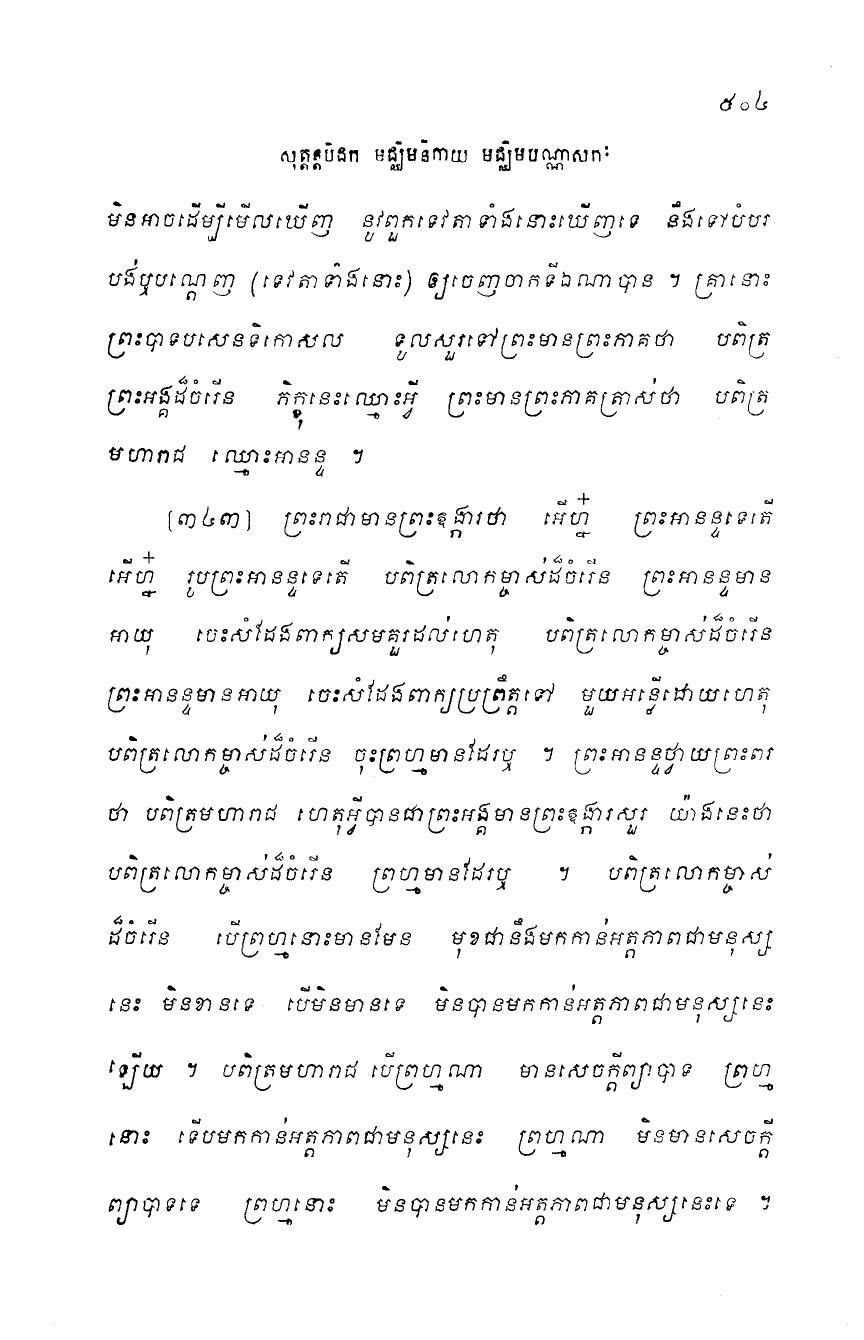 ៥០៤
សុត្តន្តបិដក មជ្ឈិមនិកាយ មជ្ឈិមបណ្ណាសកៈ
មិនអាចដើម្បីមើលឃើញ នូវពួកទេវតាទាំងនោះឃើញទេ នឹងទៅបំបរ
បង់ឬបណ្តេញ (ទេវតាទាំងនោះ) ឲ្យចេញចាកទីឯណាបាន ។ គ្រានោះ
ព្រះបាទបសេនទិកោសល ទូលសួរទៅព្រះមានព្រះភាគថា បពិត្រ
ព្រះអង្គដ៏ចំរើន ភិក្ខុនេះឈ្មោះអ្វី ព្រះមានព្រះភាគត្រាស់ថា បពិត្រ
មហារាជ ឈ្មោះអានន្ទ ។
[៣៤៣] ព្រះរាជាមានព្រះឧង្ការថា អើហ្ន៎ ព្រះអានន្ទទេតើ
អើហ្ន៎ រូបព្រះអានន្ទទេតើ បពិត្រលោកម្ចាស់ដ៏ចំរើន ព្រះអានន្ទមាន
អាយុ ចេះសំដែងពាក្យសមគួរដល់ហេតុ បពិត្រលោកម្ចាស់ដ៏ចំរើន
ព្រះអានន្ទមានអាយុ ចេះសំដែងពាក្យប្រព្រឹត្តទៅ មួយអន្លើដោយហេតុ
បពិត្រលោកម្ចាស់ដ៏ចំរើន ចុះព្រហ្មមានដែរឬ ។ ព្រះអានន្ទថ្វាយព្រះពរ
ថា បពិត្រមហារាជ ហេតុអ្វីបានជាព្រះអង្គមានព្រះឧង្ការសួរ យ៉ាងនេះថា
បពិត្រលោកម្ចាស់ដ៏ចំរើន ព្រហ្មមានដែរឬ ។ បពិត្រលោកម្ចាស់
ដ៏ចំរើន បើព្រហ្មនោះមានមែន មុខជានឹងមកកាន់អត្តភាពជាមនុស្ស
នេះ មិនខានទេ បើមិនមានទេ មិនបានមកកាន់អត្តភាពជាមនុស្សនេះ
ឡើយ ។ បពិត្រមហារាជ បើព្រហ្មណា មានសេចក្តីព្យាបាទ ព្រហ្ម
នោះ ទើបមកកាន់អត្តភាពជាមនុស្សនេះ ព្រហ្មណា មិនមានសេចក្តី
ព្យាបាទទេ ព្រហ្មនោះ មិនបានមកកាន់អត្តភាពជាមនុស្សនេះទេ ។